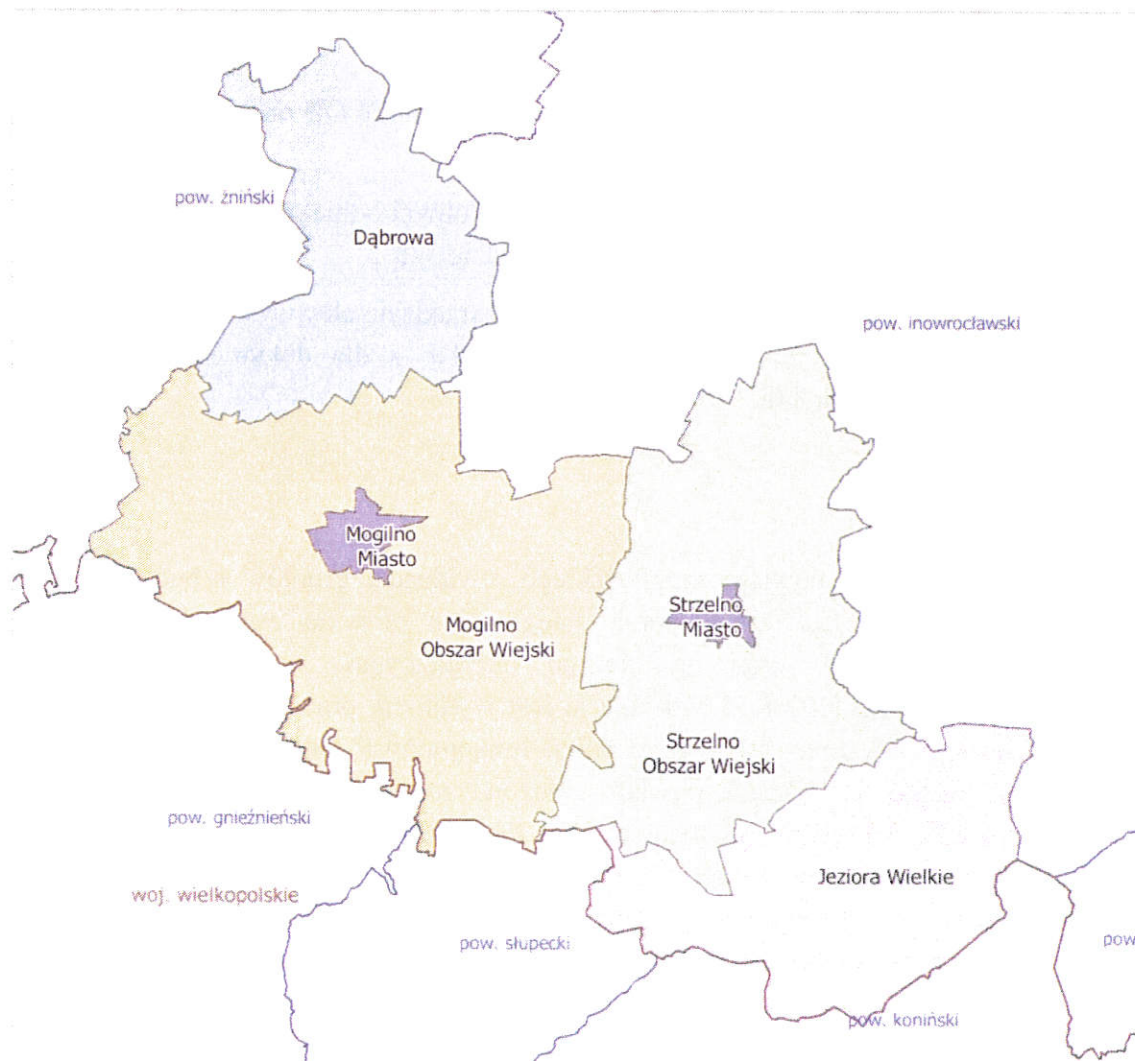 pow. żniński
Dąbrowa
pow. inowrocławski
Mogilno
Miasto
Strzelno
Miasto
Mogilno
Obszar Wiejski
Strzelno
Obszar Wiejski
pow. gnieźnieński
Jeziora Wielkie
woj. wielkopolskie
pow. słupecki
pow
pow. koniński